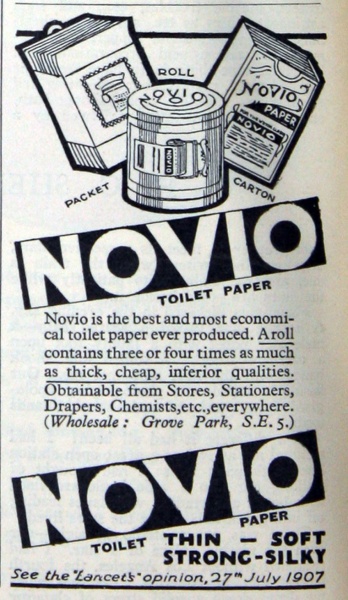 ROLL
NOVIO
NOVIO
PAPER
NOVIO
NOVIO
PACKET
CARTON
NOVIO
TOILET PAPER
Novio is the best and most economi-
cal toilet paper ever produced. A roll
contains three or four times as much
as thick, cheap, inferior qualities.
Obtainable from Stores, Stationers,
Drapers, Chemists, etc., everywhere.
(Wholesale: Grove Park, S.E. 5.)
NOVIO
TOILET PAPER
THIN — SOFT
STRONG-SILKY
See the "Lancet's" opinion, 27th July 1907